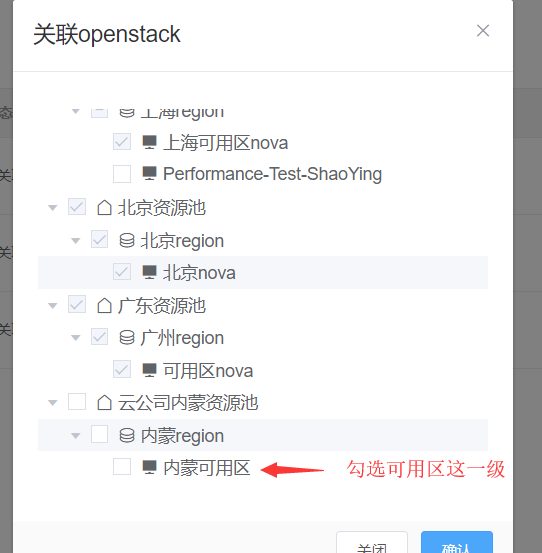 关联openstack
上海region
上海可用区nova
Performance-Test-ShaoYing
北京资源池
北京region
北京nova
广东资源池
广州region
可用区nova
云公司内蒙资源池
内蒙region
内蒙可用区
勾选可用区这一级
关闭
确认